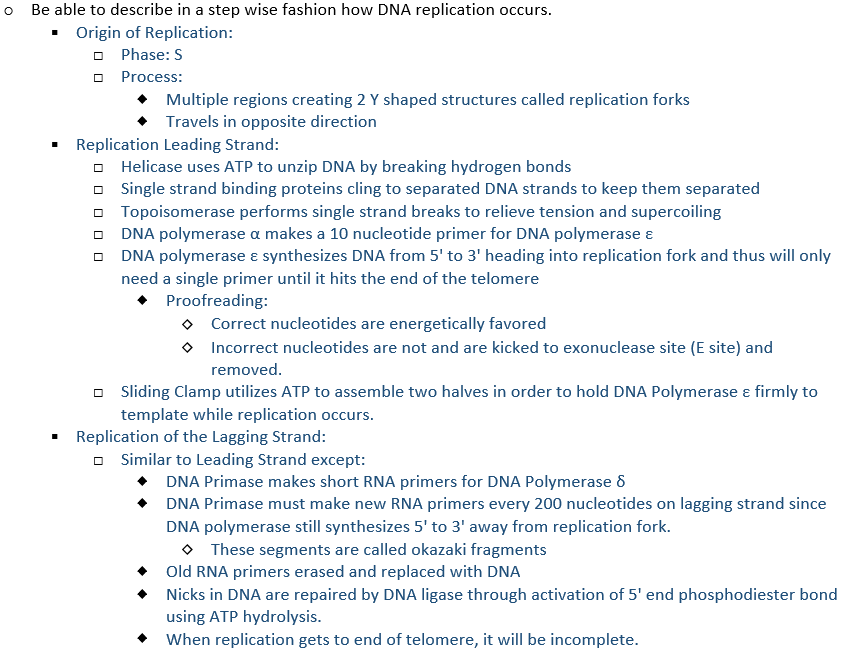 Be able to describe in a step wise fashion how DNA replication occurs.
Origin of Replication:
Phase: S
Process:
Multiple regions creating 2 Y shaped structures called replication forks
Travels in opposite direction
Replication Leading Strand:
Helicase uses ATP to unzip DNA by breaking hydrogen bonds
Single strand binding proteins cling to separated DNA strands to keep them separated
Topoisomerase performs single strand breaks to relieve tension and supercoiling
DNA polymerase α makes a 10 nucleotide primer for DNA polymerase ε
DNA polymerase ε synthesizes DNA from 5' to 3' heading into replication fork and thus will only
need a single primer until it hits the end of the telomere
Proofreading:
Correct nucleotides are energetically favored
Incorrect nucleotides are not and are kicked to exonuclease site (E site) and
removed.
Sliding Clamp utilizes ATP to assemble two halves in order to hold DNA Polymerase ε firmly to
template while replication occurs.
Replication of the Lagging Strand:
Similar to Leading Strand except:
DNA Primase makes short RNA primers for DNA Polymerase δ
DNA Primase must make new RNA primers every 200 nucleotides on lagging strand since
DNA polymerase still synthesizes 5' to 3' away from replication fork.
These segments are called okazaki fragments
Old RNA primers erased and replaced with DNA
Nicks in DNA are repaired by DNA ligase through activation of 5' end phosphodiester bond
using ATP hydrolysis.
When replication gets to end of telomere, it will be incomplete.